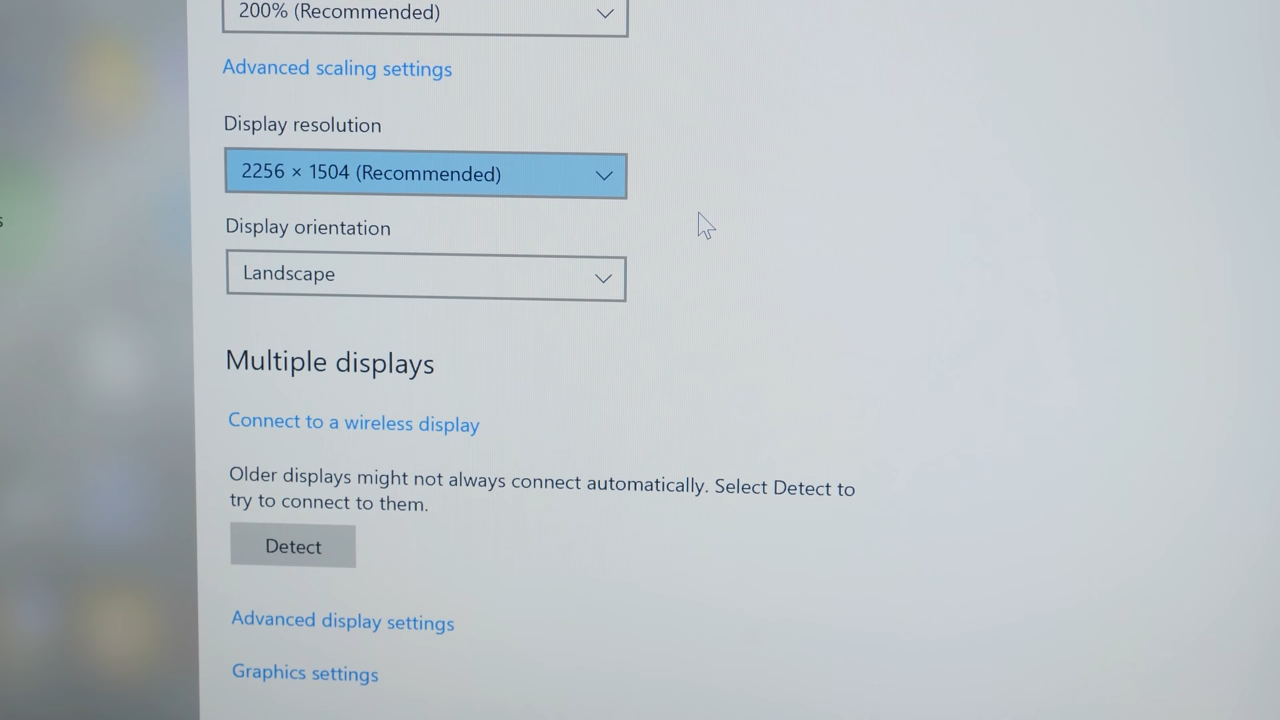 200% (Recommended)
Advanced scaling settings
Display resolution
2256 × 1504 (Recommended)
Display orientation
Landscape
Multiple displays
Connect to a wireless display
Older displays might not always connect automatically. Select Detect to
try to connect to them.
Detect
Advanced display settings
Graphics settings